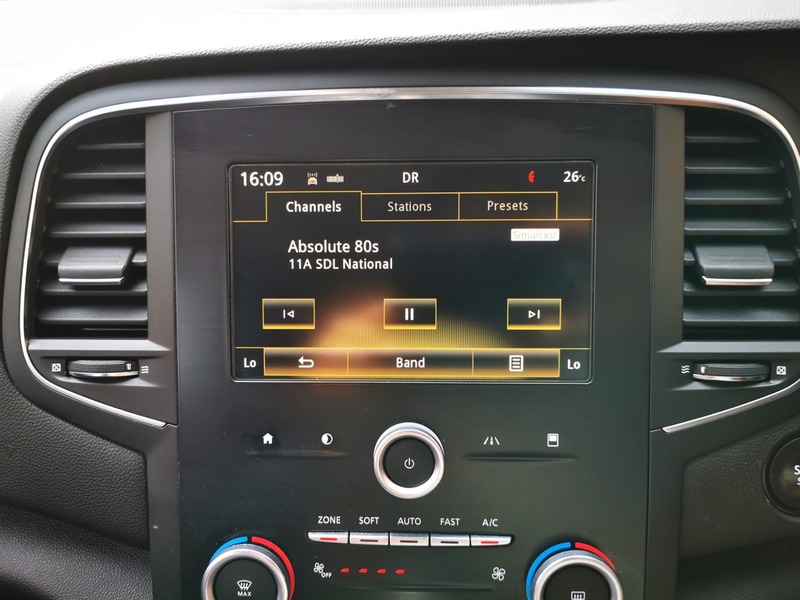 16:09 DR 26°C
Channels Stations Presets
Simulcast
Absolute 80s
11A SDL National
Lo Band Lo
ZONE SOFT AUTO FAST A/C
OFF
MAX